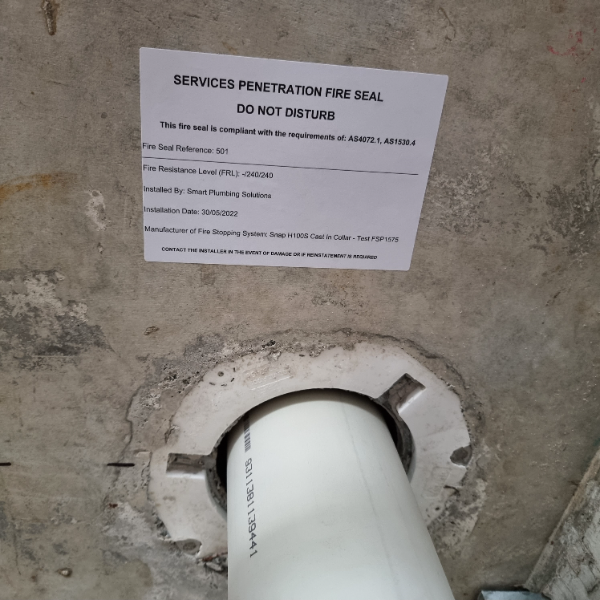 SERVICES PENETRATION FIRE SEAL
DO NOT DISTURB
This fire seal is compliant with the requirements of: AS4072.1, AS1530.4
Fire Seal Reference: 501
Fire Resistance Level (FRL): -/240/240
Installed By: Smart Plumbing Solutions
Installation Date: 30/05/2022
Manufacturer of Fire Stopping System: Snap H100S Cast in Collar - Test FSP1575
CONTACT THE INSTALLER IN THE EVENT OF DAMAGE OR IF REINSTATEMENT IS REQUIRED
9311381139441